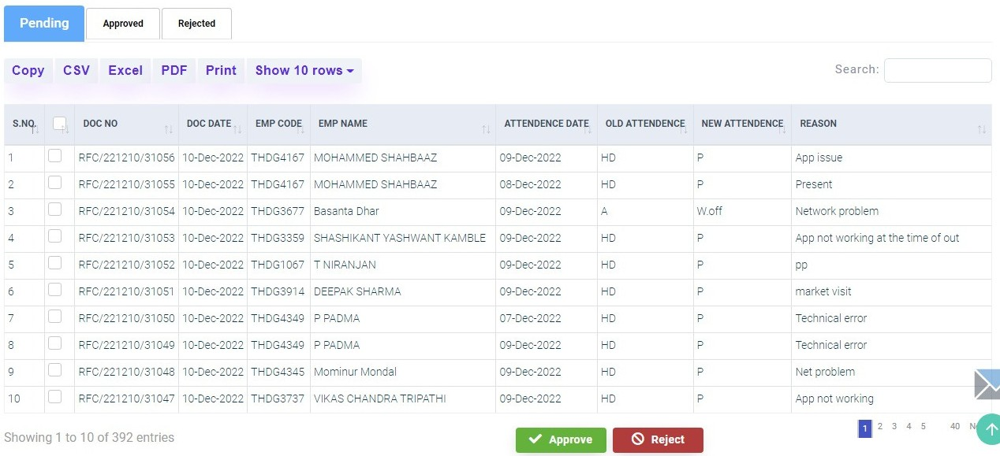 Pending Approved Rejected
Copy CSV Excel PDF Print Show 10 rows Search:
S.NO. DOC NO DOC DATE EMP CODE EMP NAME ATTENDENCE DATE OLD ATTENDENCE NEW ATTENDENCE REASON
1 RFC/221210/31056 10-Dec-2022 THDG4167 MOHAMMED SHAHBAAZ 09-Dec-2022 HD P App issue
2 RFC/221210/31055 10-Dec-2022 THDG4167 MOHAMMED SHAHBAAZ 08-Dec-2022 HD P Present
3 RFC/221210/31054 10-Dec-2022 THDG3677 Basanta Dhar 09-Dec-2022 A W.off Network problem
4 RFC/221210/31053 10-Dec-2022 THDG3359 SHASHIKANT YASHWANT KAMBLE 09-Dec-2022 HD P App not working at the time of out
5 RFC/221210/31052 10-Dec-2022 THDG1067 T NIRANJAN 09-Dec-2022 HD P pp
6 RFC/221210/31051 10-Dec-2022 THDG3914 DEEPAK SHARMA 09-Dec-2022 HD P market visit
7 RFC/221210/31050 10-Dec-2022 THDG4349 P PADMA 07-Dec-2022 HD P Technical error
8 RFC/221210/31049 10-Dec-2022 THDG4349 P PADMA 09-Dec-2022 HD P Technical error
9 RFC/221210/31048 10-Dec-2022 THDG4345 Mominur Mondal 09-Dec-2022 HD P Net problem
10 RFC/221210/31047 10-Dec-2022 THDG3737 VIKAS CHANDRA TRIPATHI 09-Dec-2022 HD P App not working
1 2 3 4 5 40
Showing 1 to 10 of 392 entries Approve Reject